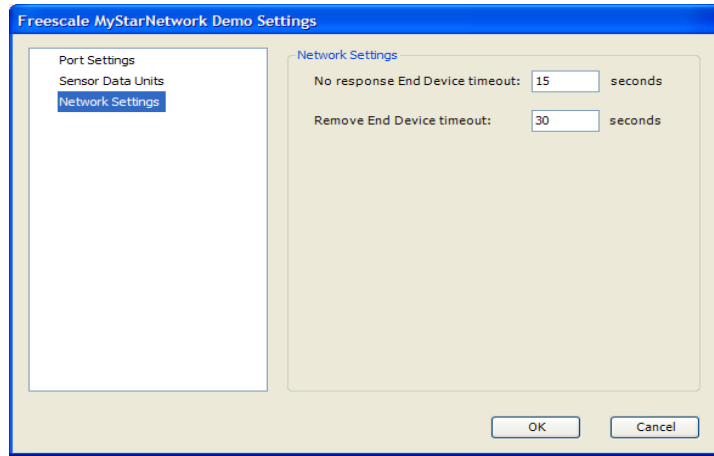 Freescale MyStarNetwork Demo Settings
Port Settings
Sensor Data Units
Network Settings
Network Settings
No response End Device timeout: 15 seconds
Remove End Device timeout: 30 seconds
OK Cancel